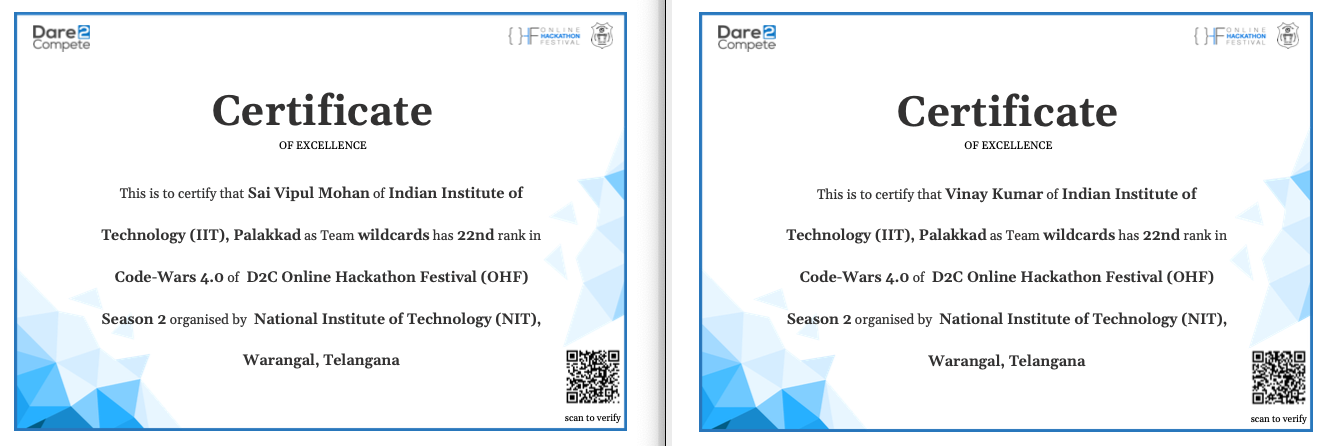 Dare2
Compete
{ }HF ONLINE
HACKATHON
FESTIVAL
Certificate
OF EXCELLENCE
This is to certify that Sai Vipul Mohan of Indian Institute of
Technology (IIT), Palakkad as Team wildcards has 22nd rank in
Code-Wars 4.0 of D2C Online Hackathon Festival (OHF)
Season 2 organised by National Institute of Technology (NIT),
Warangal, Telangana
scan to verify
Dare2
Compete
{ }HF ONLINE
HACKATHON
FESTIVAL
Certificate
OF EXCELLENCE
This is to certify that Vinay Kumar of Indian Institute of
Technology (IIT), Palakkad as Team wildcards has 22nd rank in
Code-Wars 4.0 of D2C Online Hackathon Festival (OHF)
Season 2 organised by National Institute of Technology (NIT),
Warangal, Telangana
scan to verify